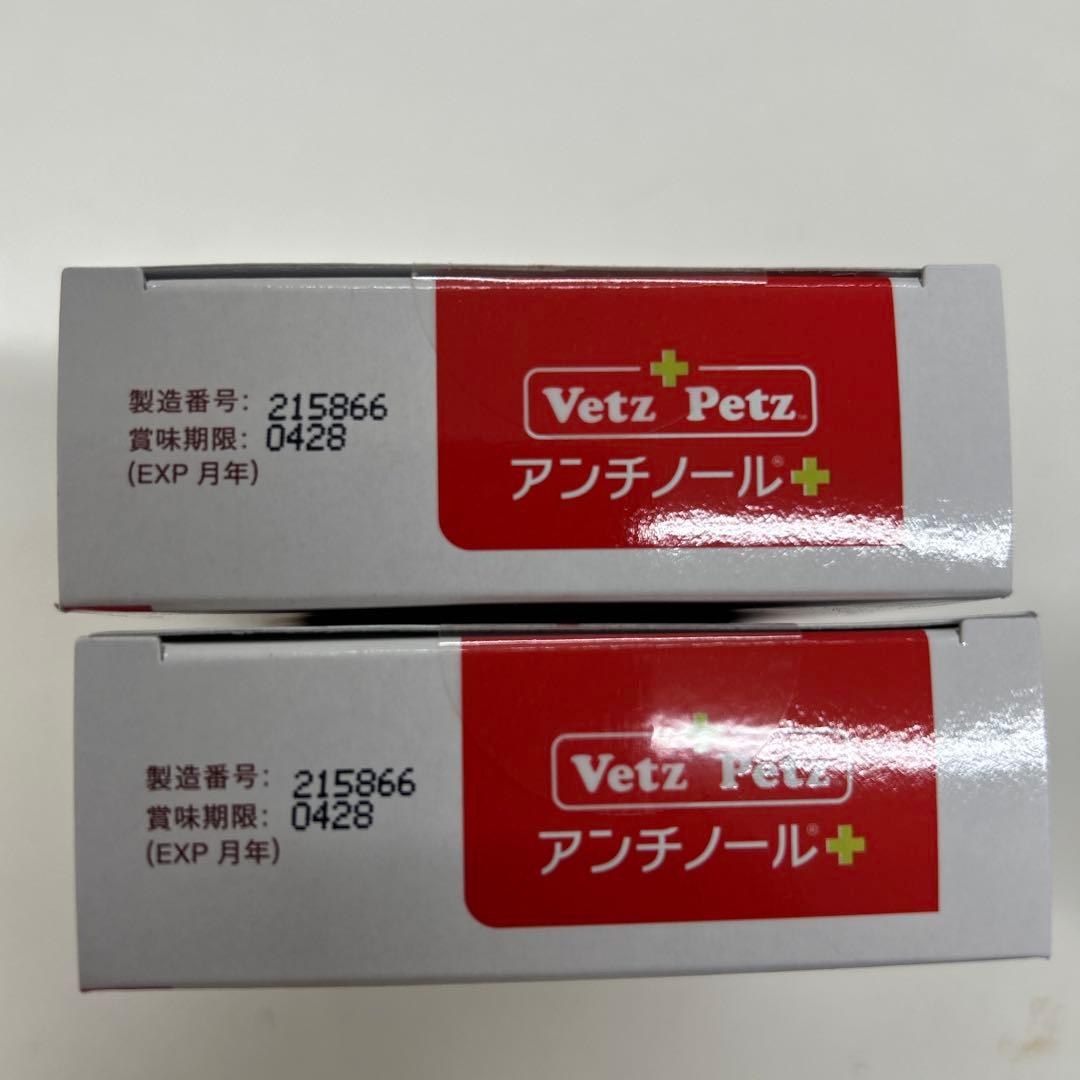 製造番号: 215866
賞味期限: 0428
(EXP 月年)
Vetz Petz™
アンチノール®+
製造番号: 215866
賞味期限: 0428
(EXP 月年)
Vetz Petz
アンチノール®+